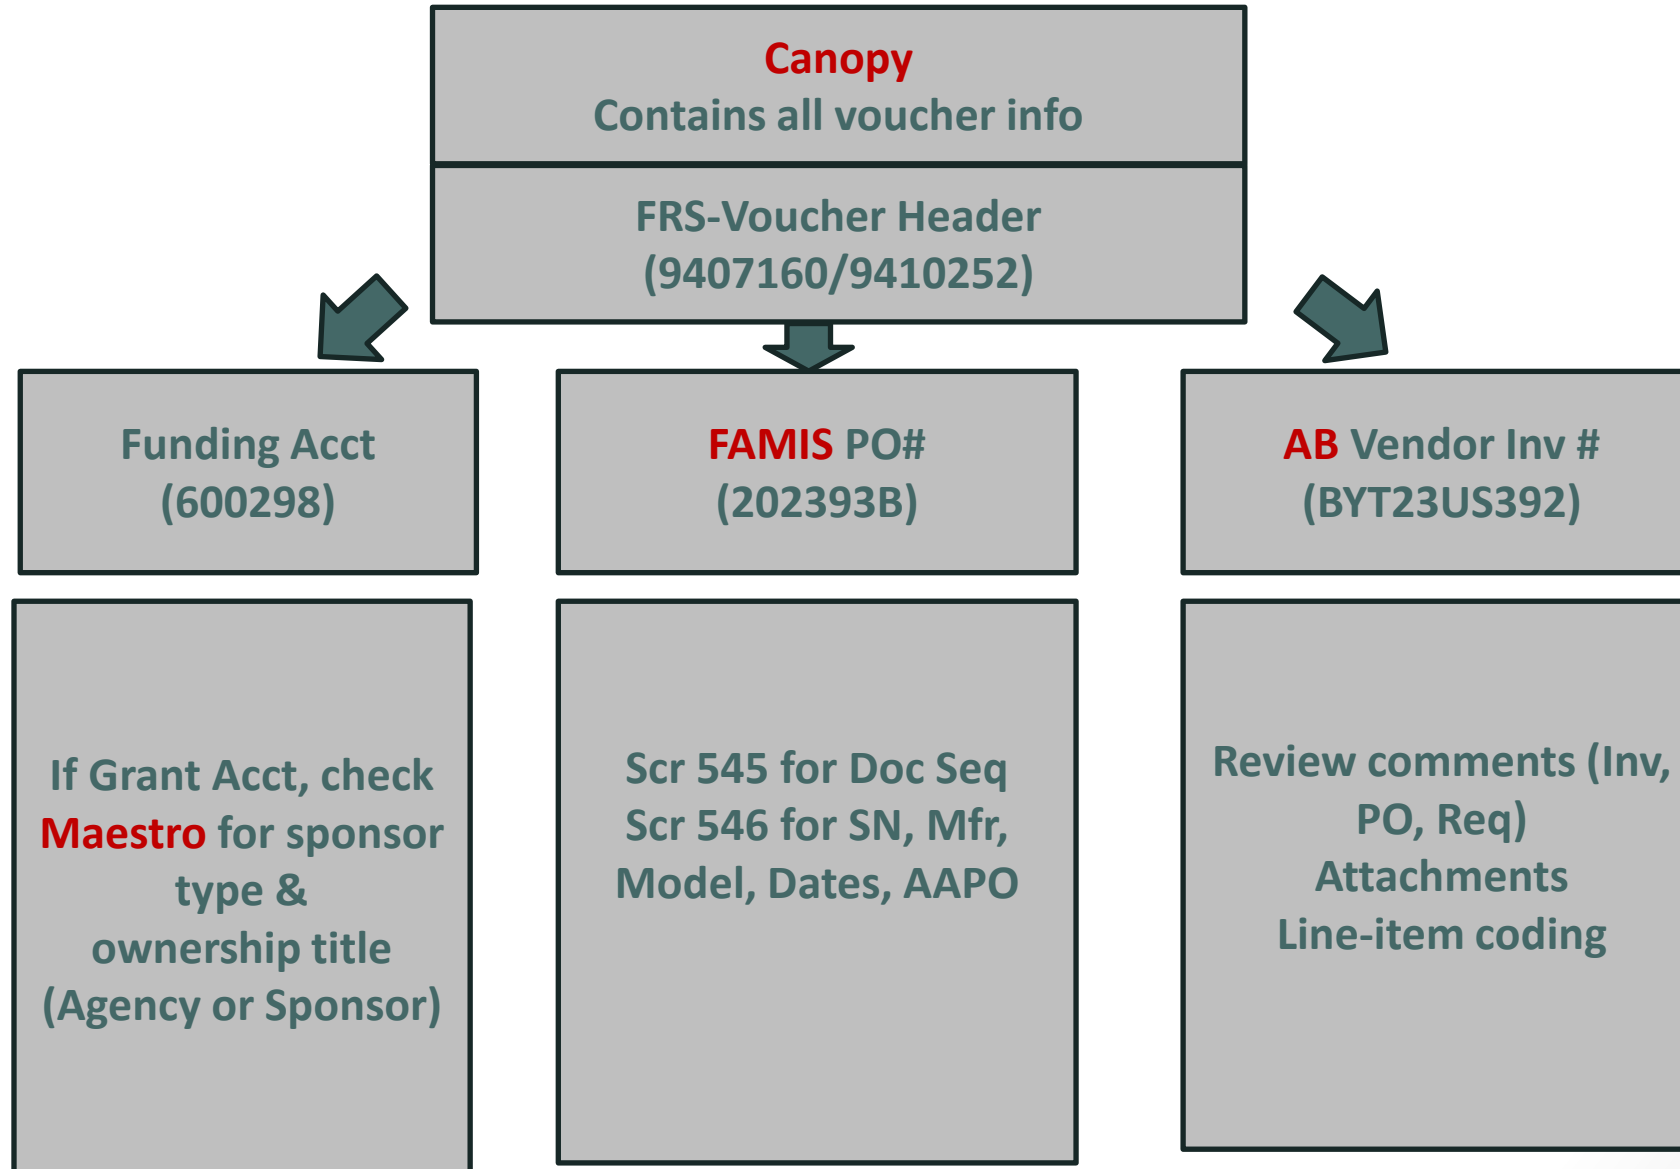 Canopy
Contains all voucher info
FRS-Voucher Header
(9407160/9410252)
Funding Acct
(600298)
FAMIS PO#
(202393B)
AB Vendor Inv #
(BYT23US392)
If Grant Acct, check
Maestro for sponsor
type &
ownership title
(Agency or Sponsor)
Scr 545 for Doc Seq
Scr 546 for SN, Mfr,
Model, Dates, AAPO
Review comments (Inv,
PO, Req)
Attachments
Line-item coding